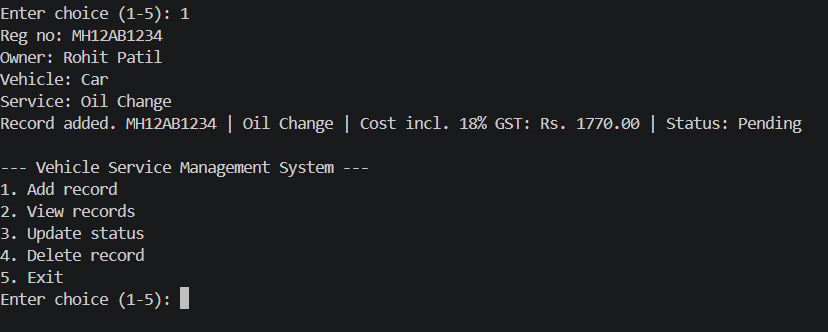 Enter choice (1-5): 1
Reg no: MH12AB1234
Owner: Rohit Patil
Vehicle: Car
Service: Oil Change
Record added. MH12AB1234 | Oil Change | Cost incl. 18% GST: Rs. 1770.00 | Status: Pending

--- Vehicle Service Management System ---
1. Add record
2. View records
3. Update status
4. Delete record
5. Exit
Enter choice (1-5):